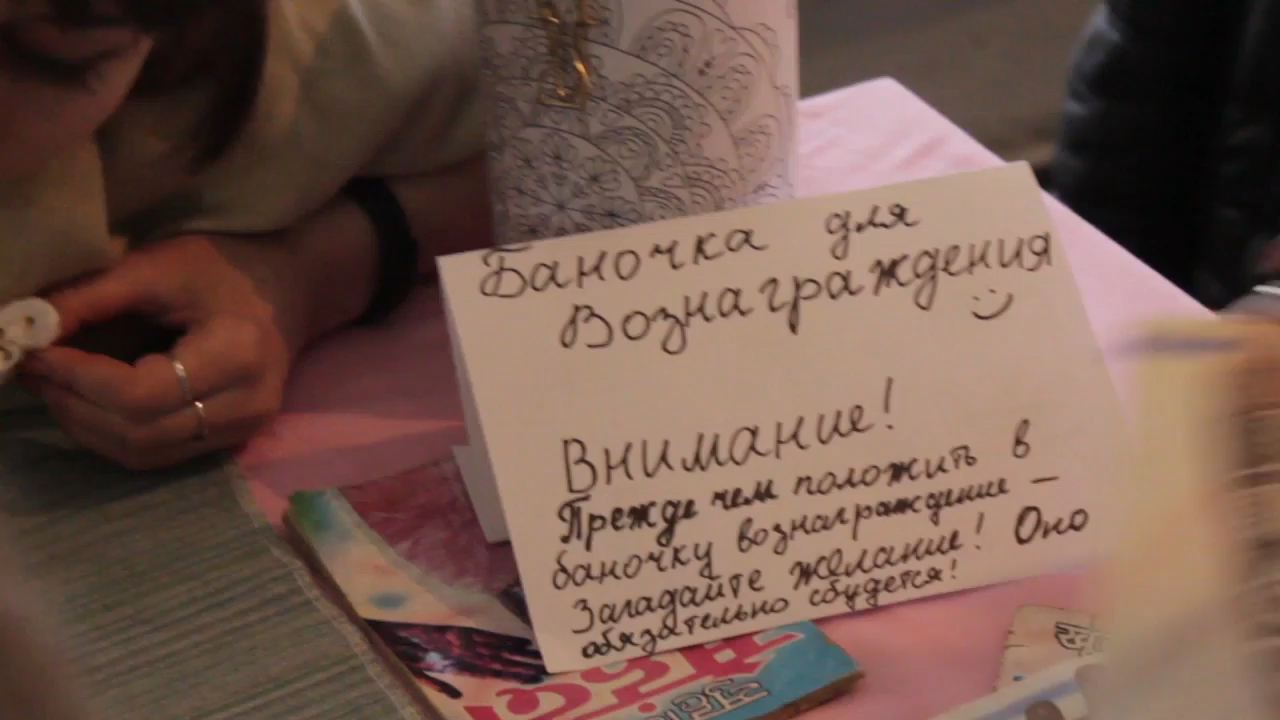 Баночка для
Вознаграждения
Внимание!
Прежде чем положить в
баночку вознаграждение –
Загадайте желание! Оно
обязательно сбудется!